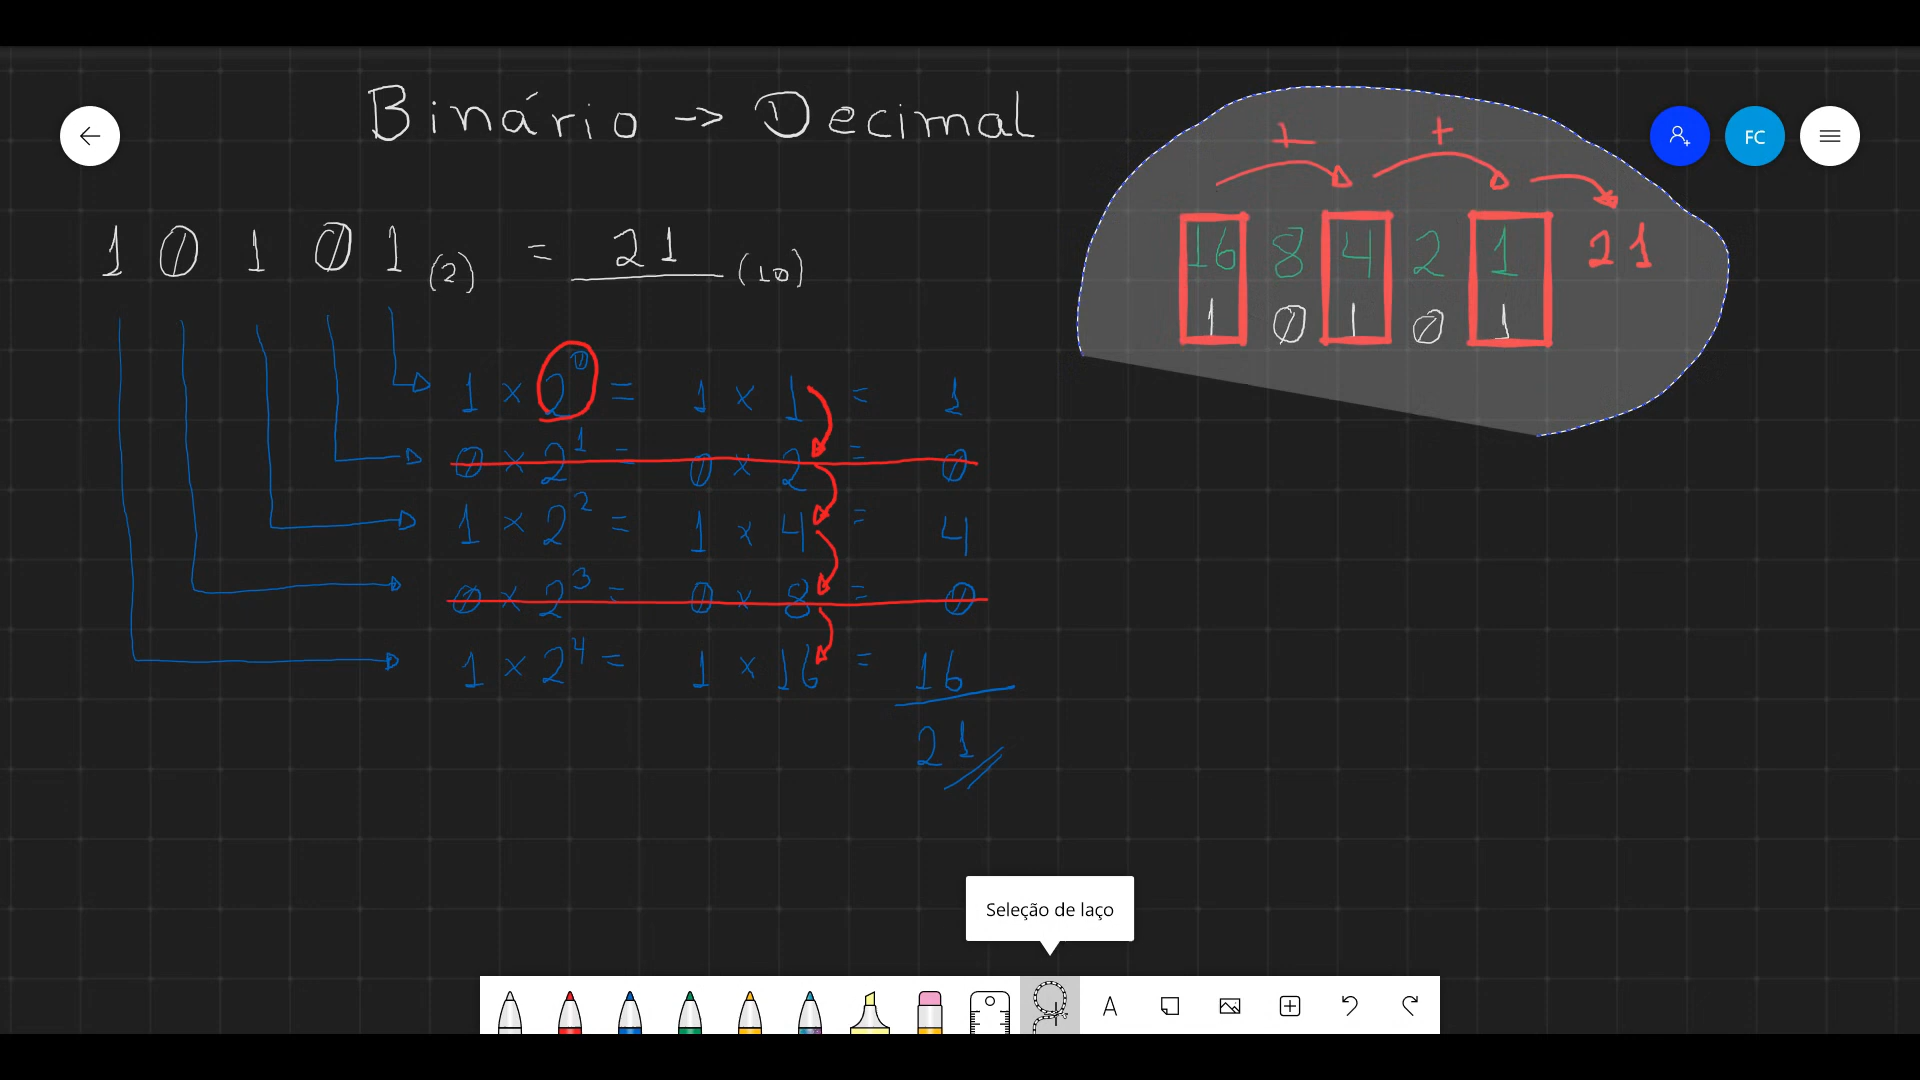 Binário -> Decimal
FC
+ +
16 8 4 2 1 21
1 0 1 0 1
1 0 1 0 1 (2) = 21 (10)
1 x 2⁰ = 1 x 1 = 1
0 x 2¹ = 0 x 2 = 0
1 x 2² = 1 x 4 = 4
0 x 2³ = 0 x 8 = 0
1 x 2⁴ = 1 x 16 = 16
21
Seleção de laço
A